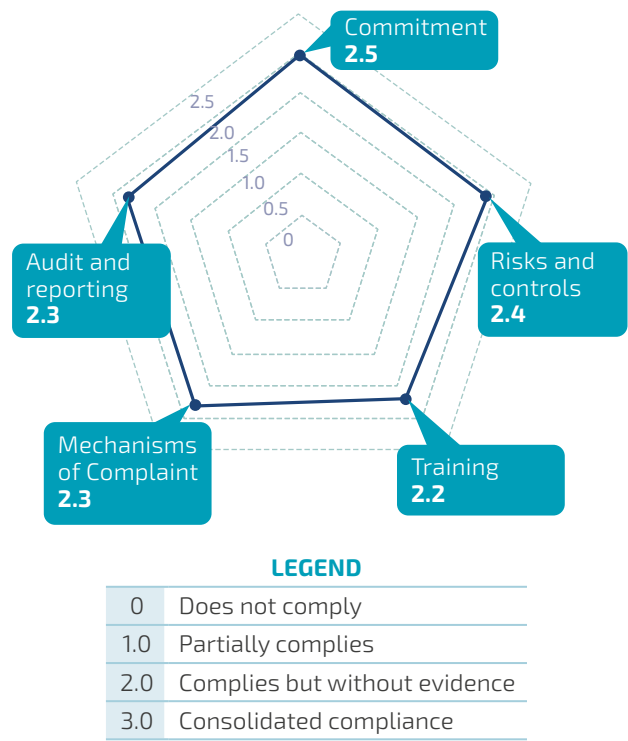 Commitment
2.5
2.5
2.0
1.5
1.0
0.5
0
Audit and
reporting
2.3
Risks and
controls
2.4
Mechanisms
of Complaint
2.3
Training
2.2
LEGEND
0 Does not comply
1.0 Partially complies
2.0 Complies but without evidence
3.0 Consolidated compliance